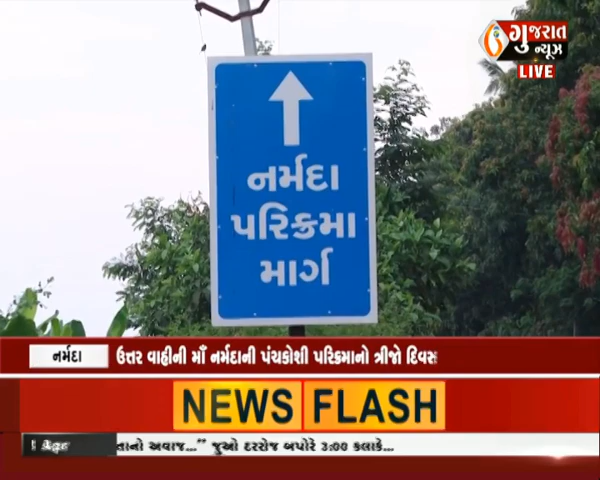 ગુજરાત
ન્યૂઝ
LIVE
નર્મદા
પરિક્રમા
માર્ગ
નર્મદા
ઉત્તર વાહીની માઁ નર્મદાની પંચકોશી પરિક્રમાનો ત્રીજો દિવસ
NEWS FLASH
તાનો અવાજ...” જુઓ દરરોજ બપોરે 3:00 કલાકે...